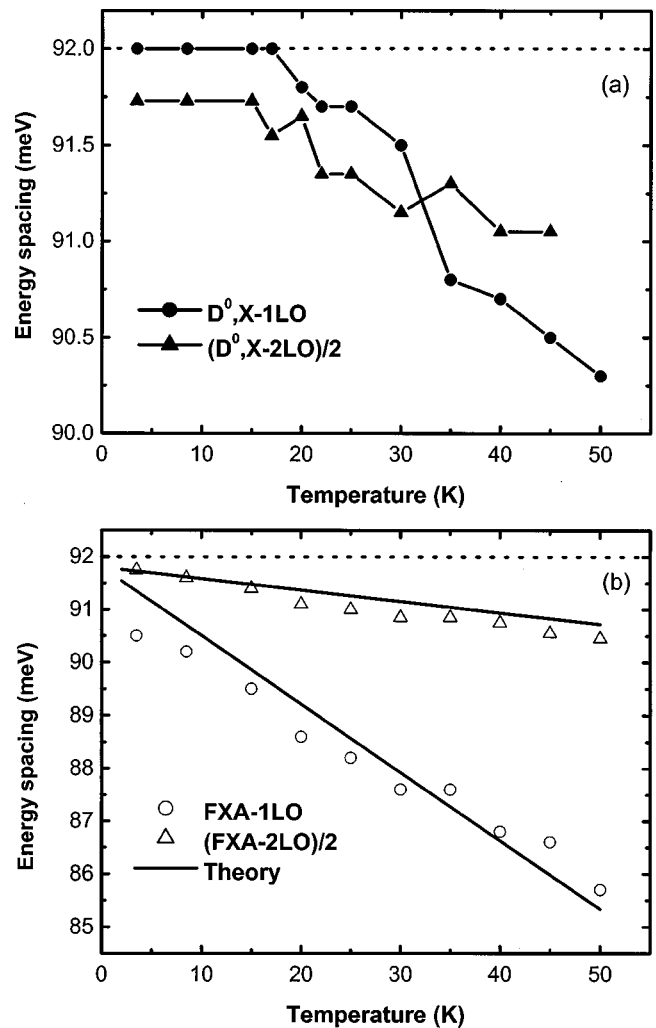 (a)
92.0
91.5
91.0
90.5
90.0
Energy spacing (meV)
D⁰,X-1LO
(D⁰,X-2LO)/2
0 10 20 30 40 50
Temperature (K)
(b)
92
91
90
89
88
87
86
85
Energy spacing (meV)
FXA-1LO
(FXA-2LO)/2
Theory
0 10 20 30 40 50
Temperature (K)